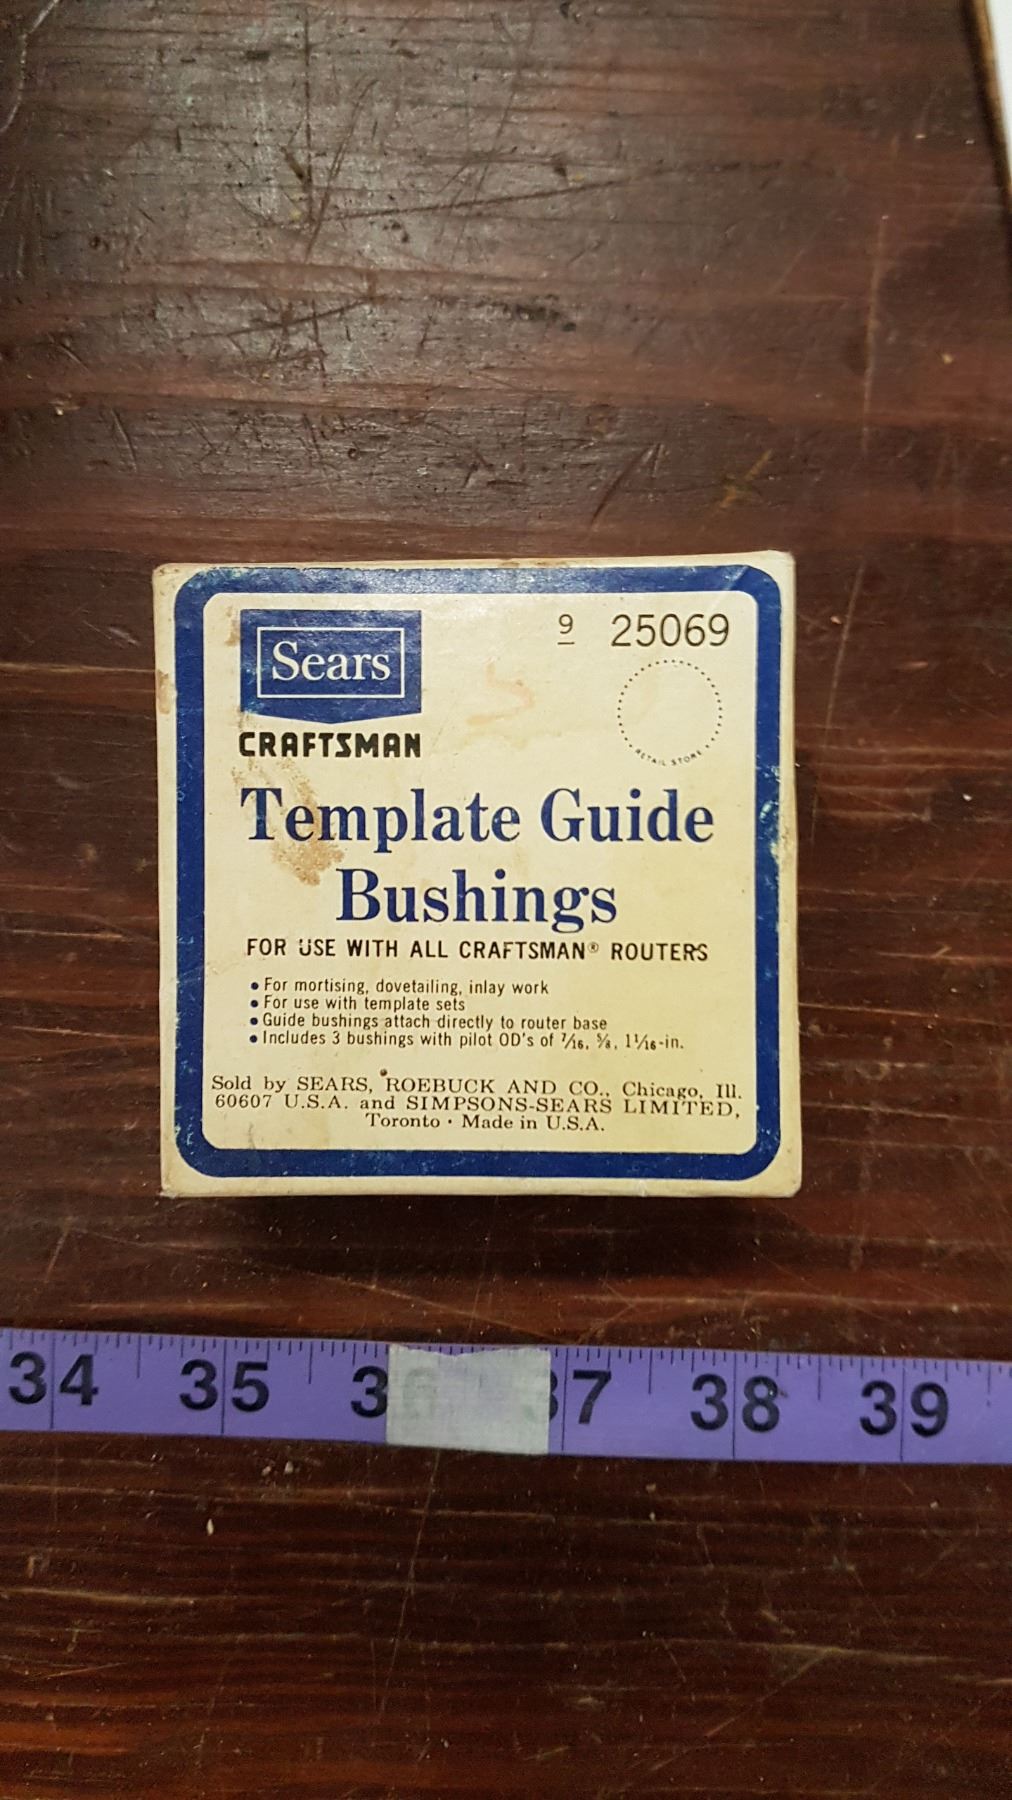 Sears
9 25069
RETAIL STORE
CRAFTSMAN
Template Guide
Bushings
FOR USE WITH ALL CRAFTSMAN® ROUTERS
• For mortising, dovetailing, inlay work
• For use with template sets
• Guide bushings attach directly to router base
• Includes 3 bushings with pilot OD's of 7/16, 5/8, 1 1/16-in.
Sold by SEARS, ROEBUCK AND CO., Chicago, Ill.
60607 U.S.A. and SIMPSONS-SEARS LIMITED,
Toronto · Made in U.S.A.
34 35 36 37 38 39